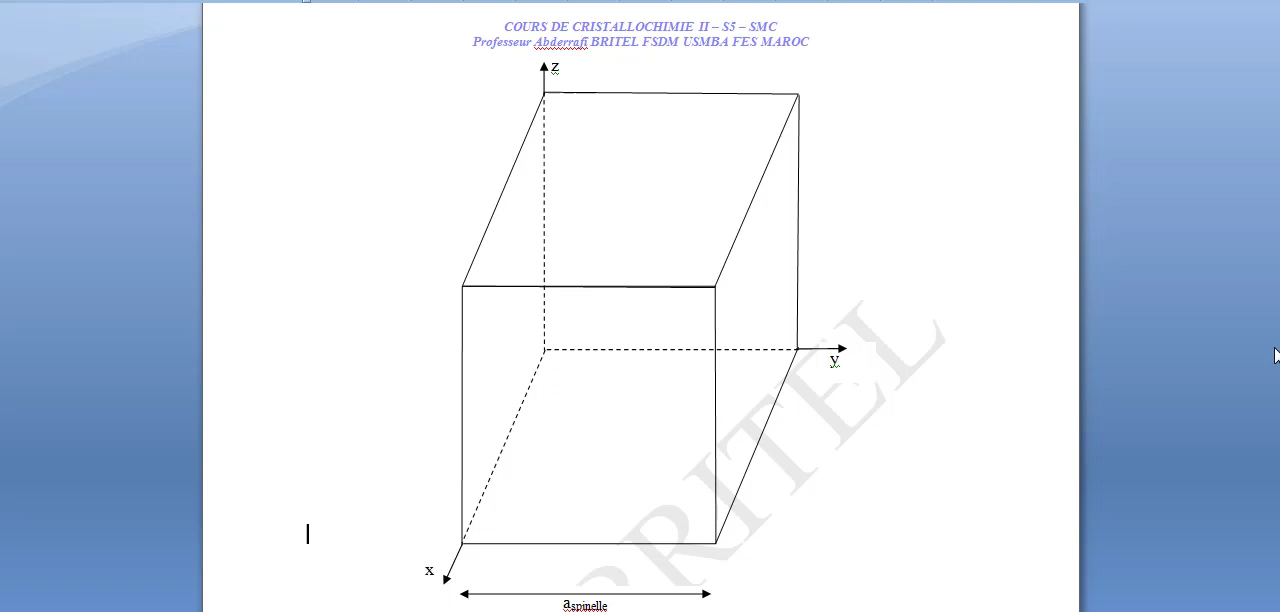 COURS DE CRISTALLOCHIMIE II – S5 – SMC
Professeur Abderrafi BRITEL FSDM USMBA FES MAROC
z
y
BRITEL
x
aspinelle